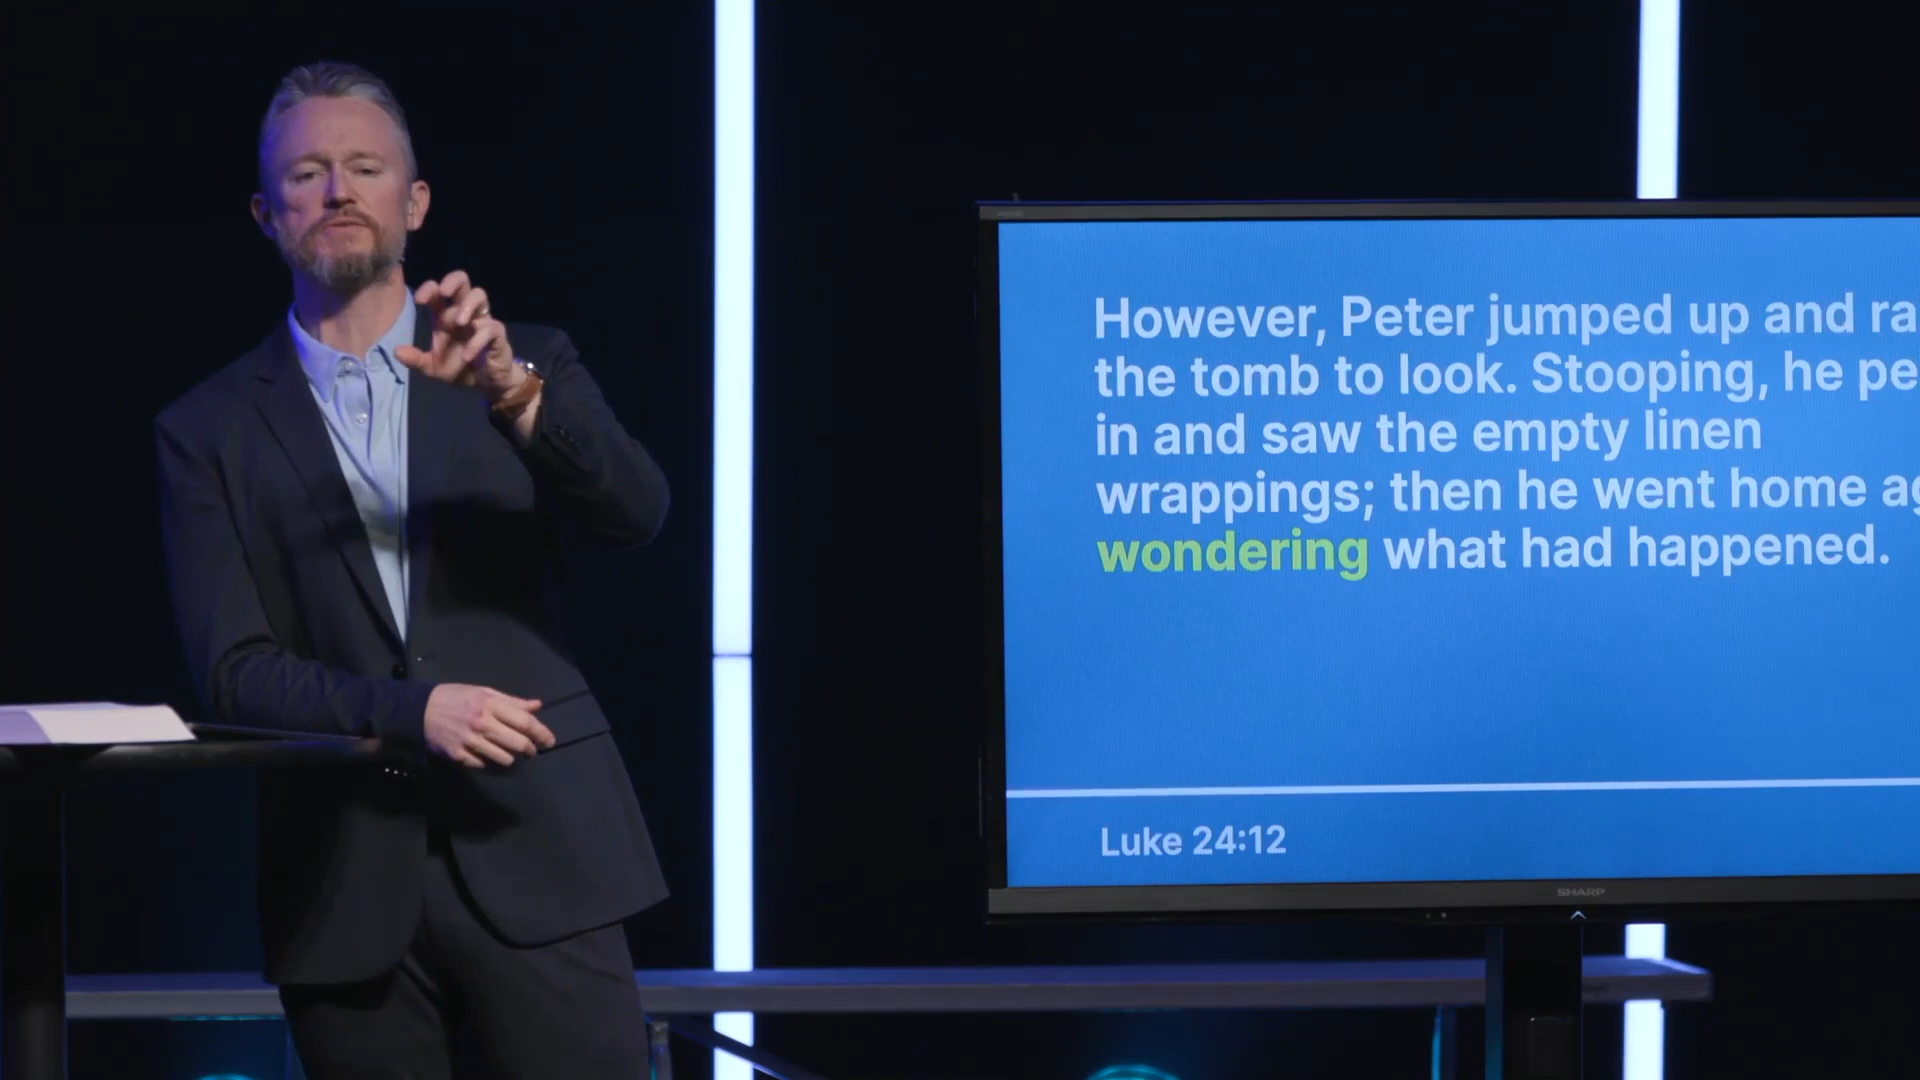 However, Peter jumped up and ra
the tomb to look. Stooping, he pe
in and saw the empty linen
wrappings; then he went home ag
wondering what had happened.
Luke 24:12
SHARP